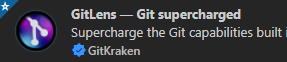 GitLens — Git supercharged
Supercharge the Git capabilities built i
GitKraken